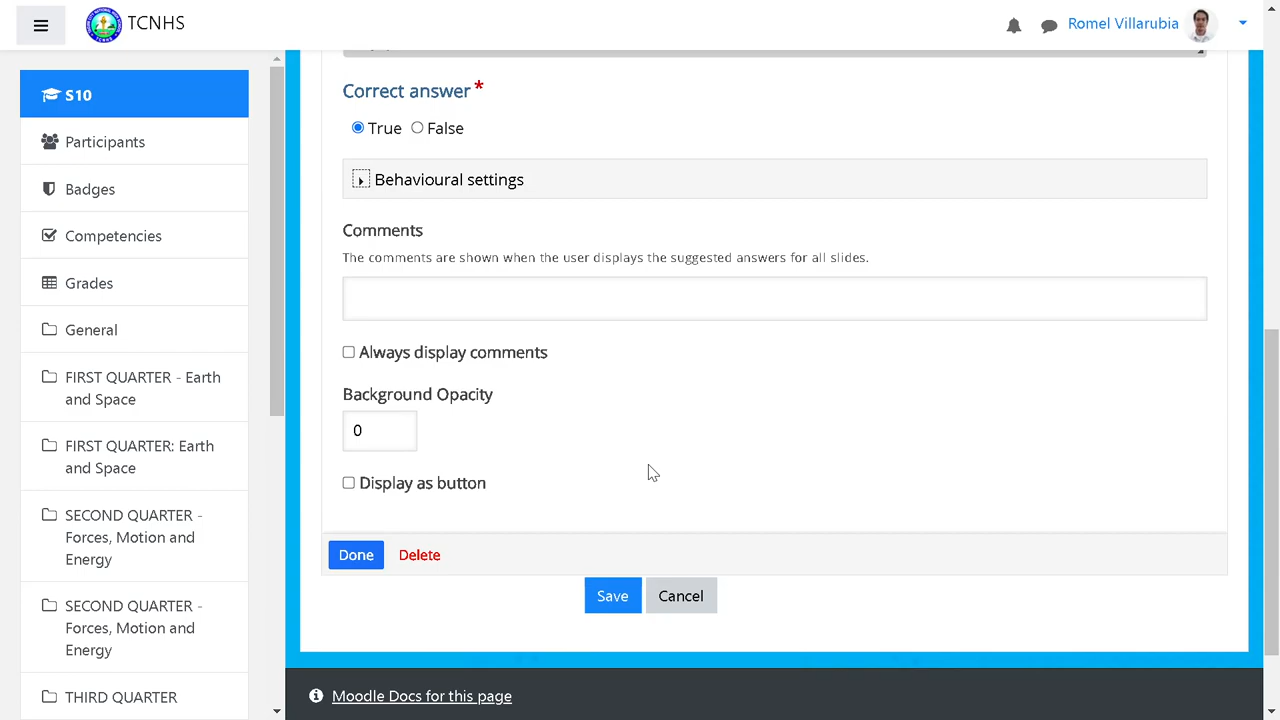 TCNHS
Romel Villarubia
S10
Participants
Badges
Competencies
Grades
General
FIRST QUARTER - Earth
and Space
FIRST QUARTER: Earth
and Space
SECOND QUARTER -
Forces, Motion and
Energy
SECOND QUARTER -
Forces, Motion and
Energy
THIRD QUARTER
Correct answer *
True False
Behavioural settings
Comments
The comments are shown when the user displays the suggested answers for all slides.
Always display comments
Background Opacity
0
Display as button
Done Delete
Save Cancel
Moodle Docs for this page